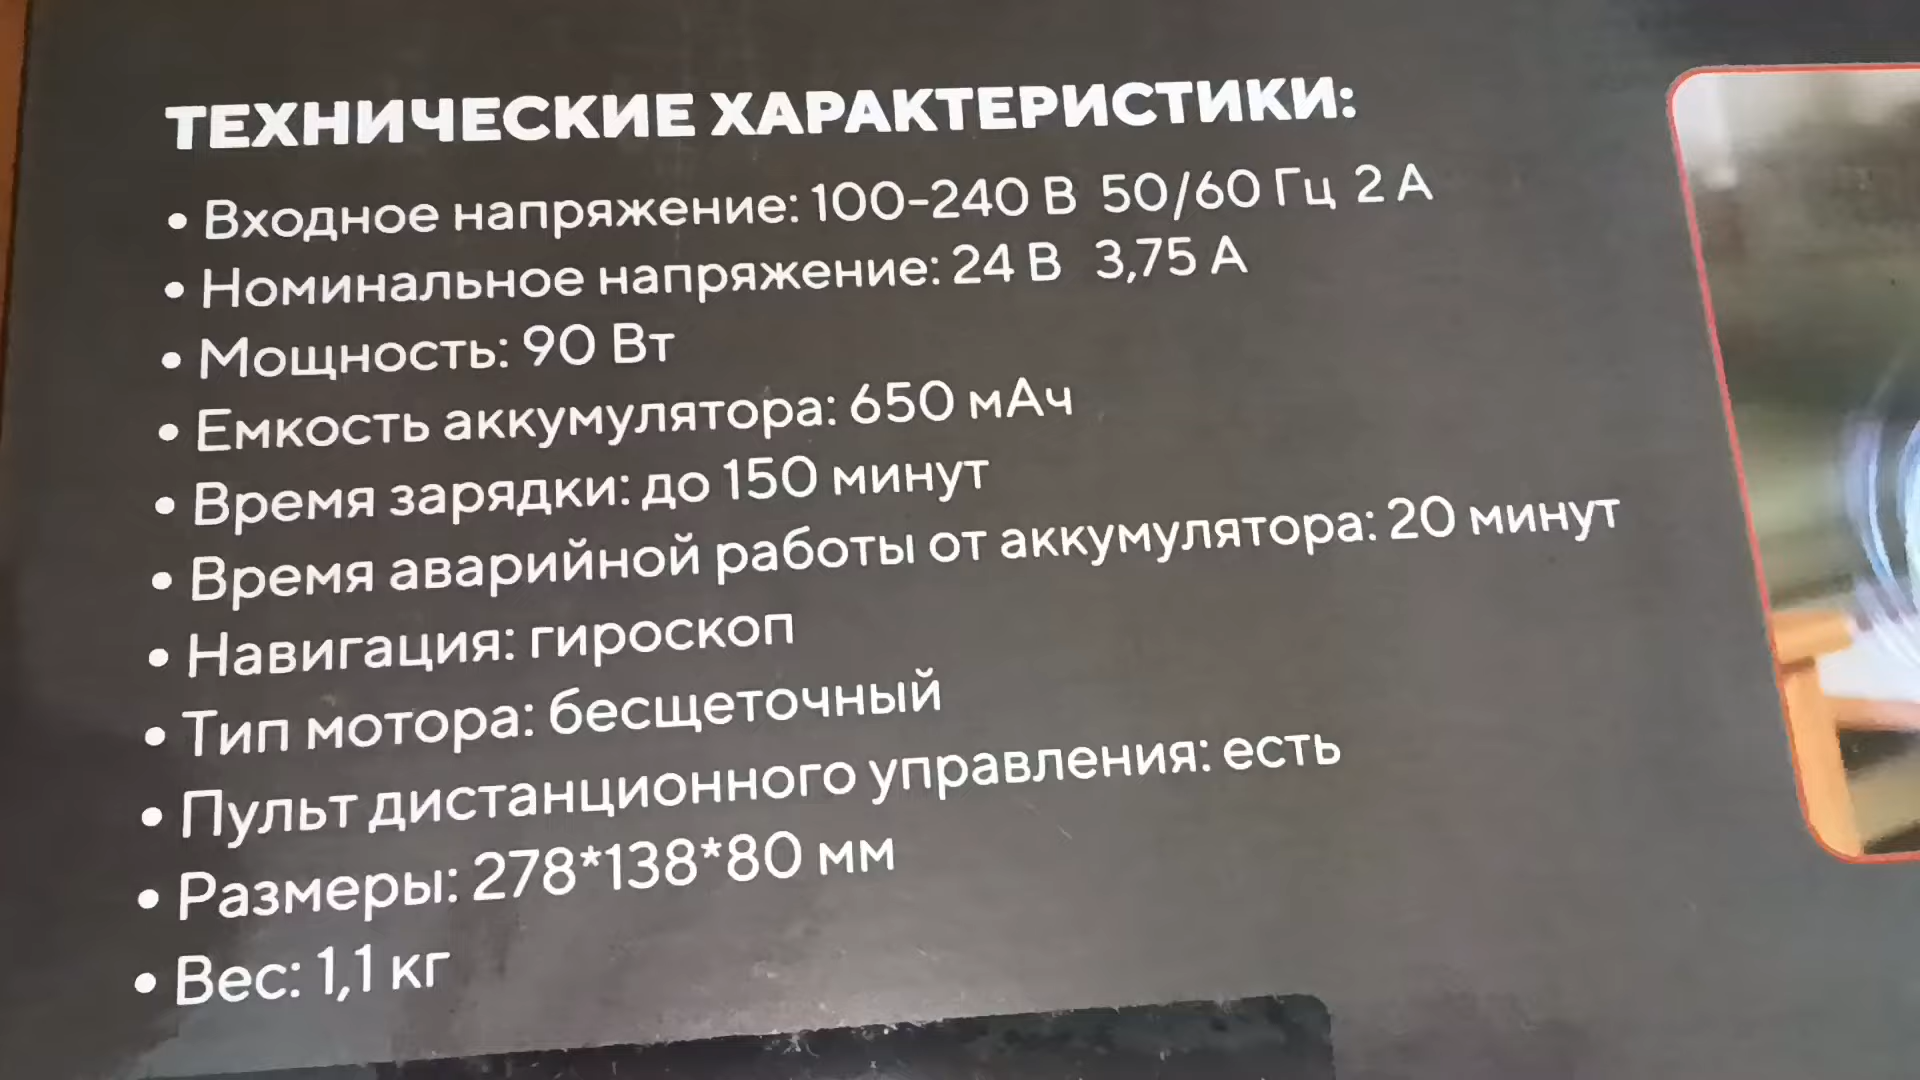 ТЕХНИЧЕСКИЕ ХАРАКТЕРИСТИКИ:
• Входное напряжение: 100-240 В 50/60 Гц 2 А
• Номинальное напряжение: 24 В 3,75 А
• Мощность: 90 Вт
• Емкость аккумулятора: 650 мАч
• Время зарядки: до 150 минут
• Время аварийной работы от аккумулятора: 20 минут
• Навигация: гироскоп
• Тип мотора: бесщеточный
• Пульт дистанционного управления: есть
• Размеры: 278*138*80 мм
• Вес: 1,1 кг